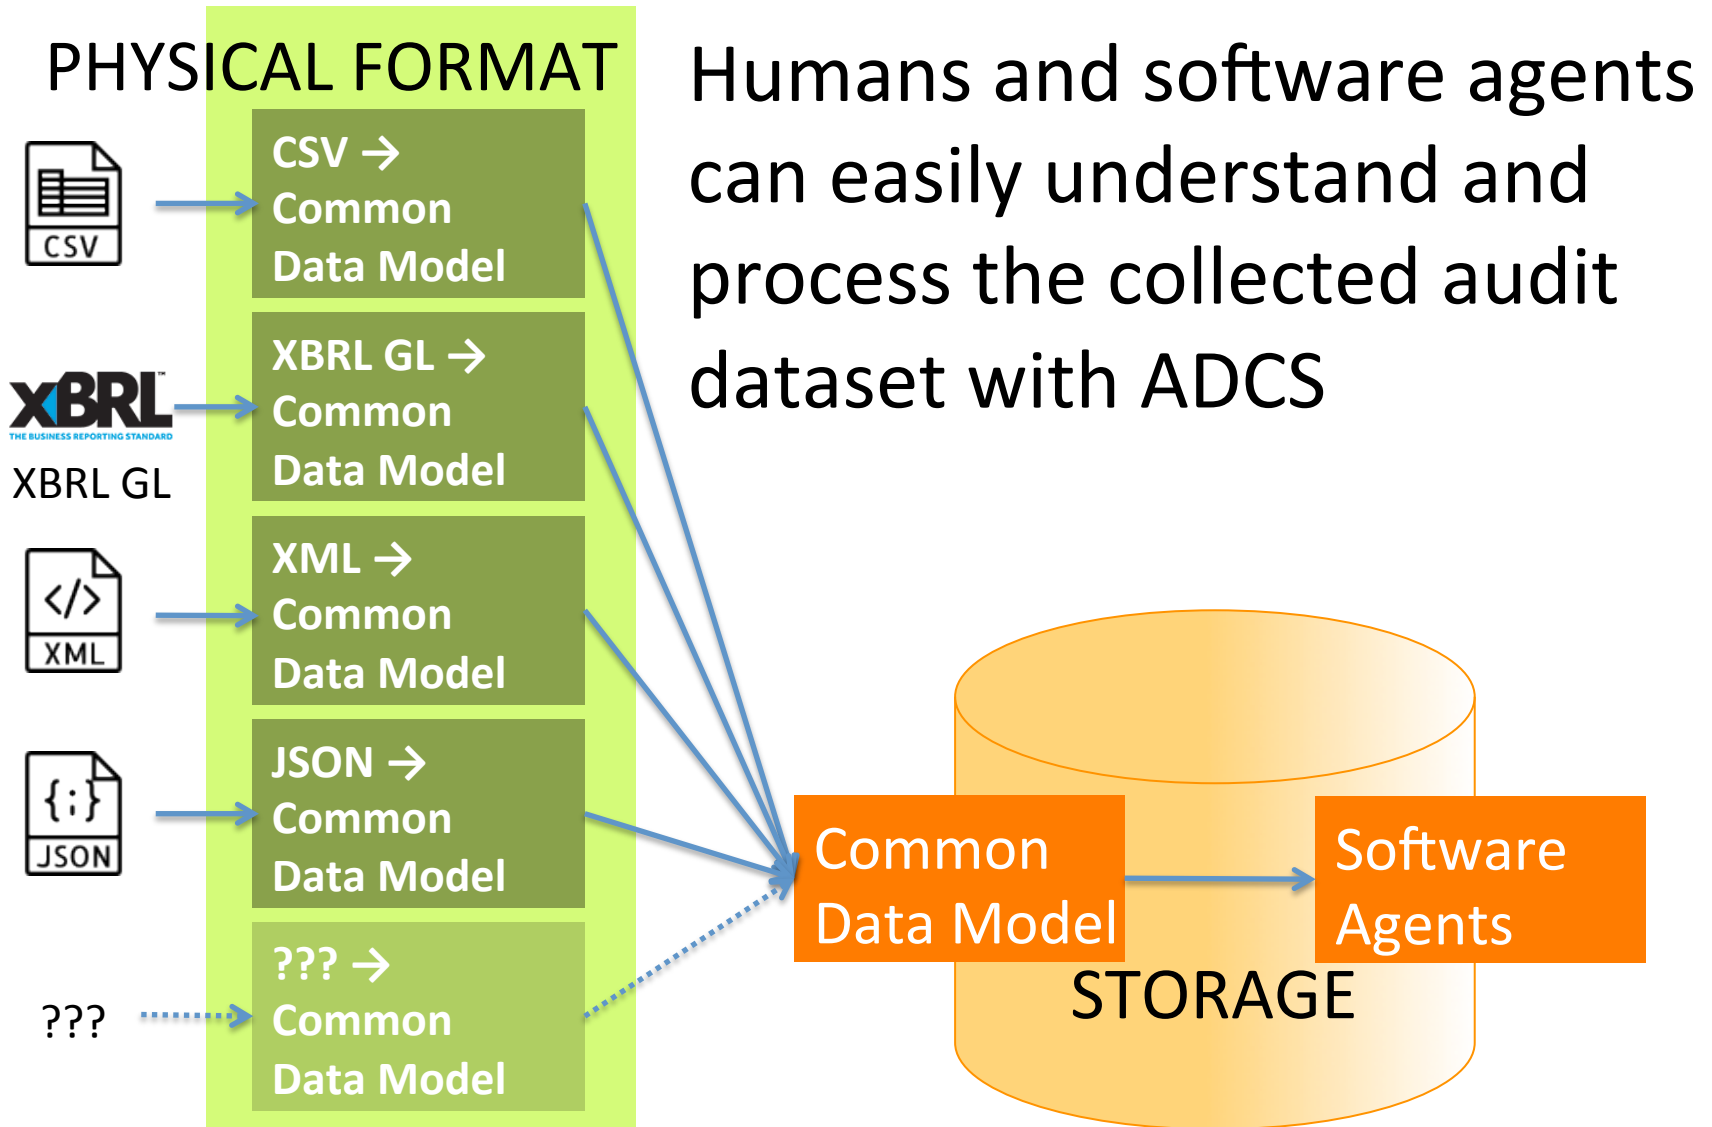 PHYSICAL FORMAT
Humans and software agents
can easily understand and
process the collected audit
dataset with ADCS
CSV
CSV →
Common
Data Model
XBRL™
THE BUSINESS REPORTING STANDARD
XBRL GL
XBRL GL →
Common
Data Model
</>
XML
XML →
Common
Data Model
{;}
JSON
JSON →
Common
Data Model
???
??? →
Common
Data Model
Common
Data Model
Software
Agents
STORAGE